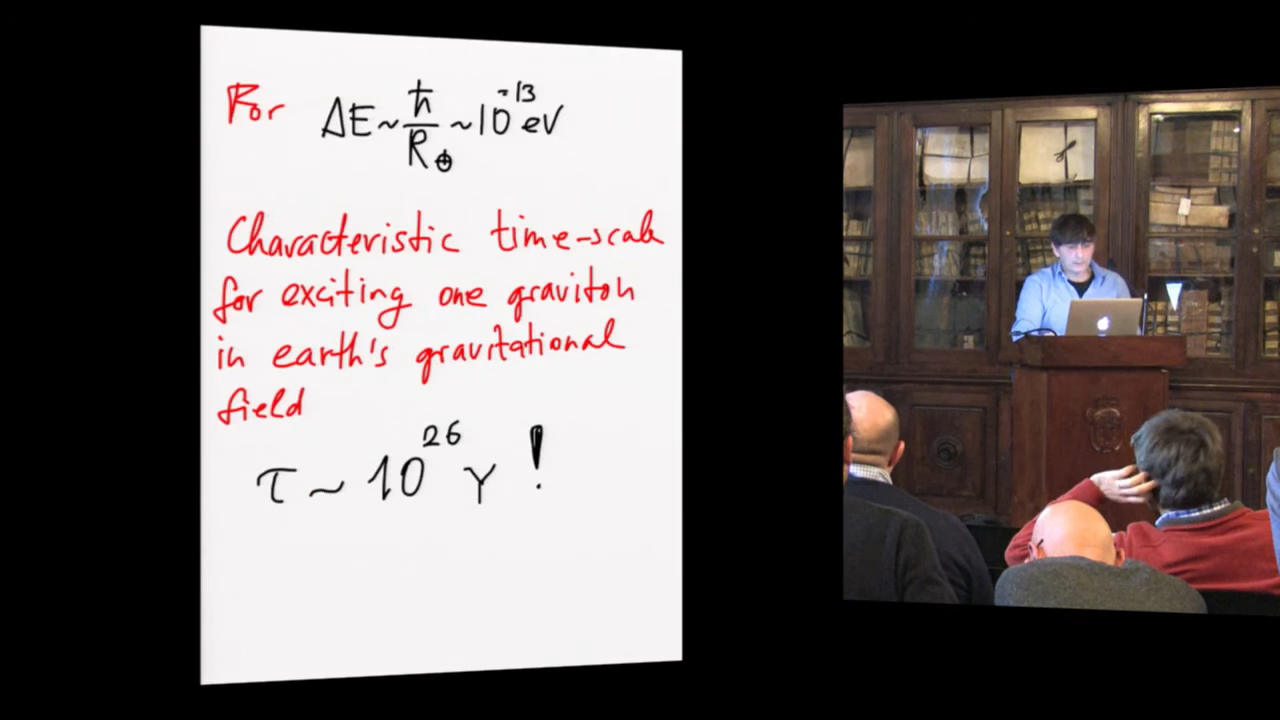 For ΔE ~ ħ/R⊕ ~ 10⁻¹³ eV
Characteristic time-scale
for exciting one graviton
in earth's gravitational
field
τ ~ 10²⁶ y !